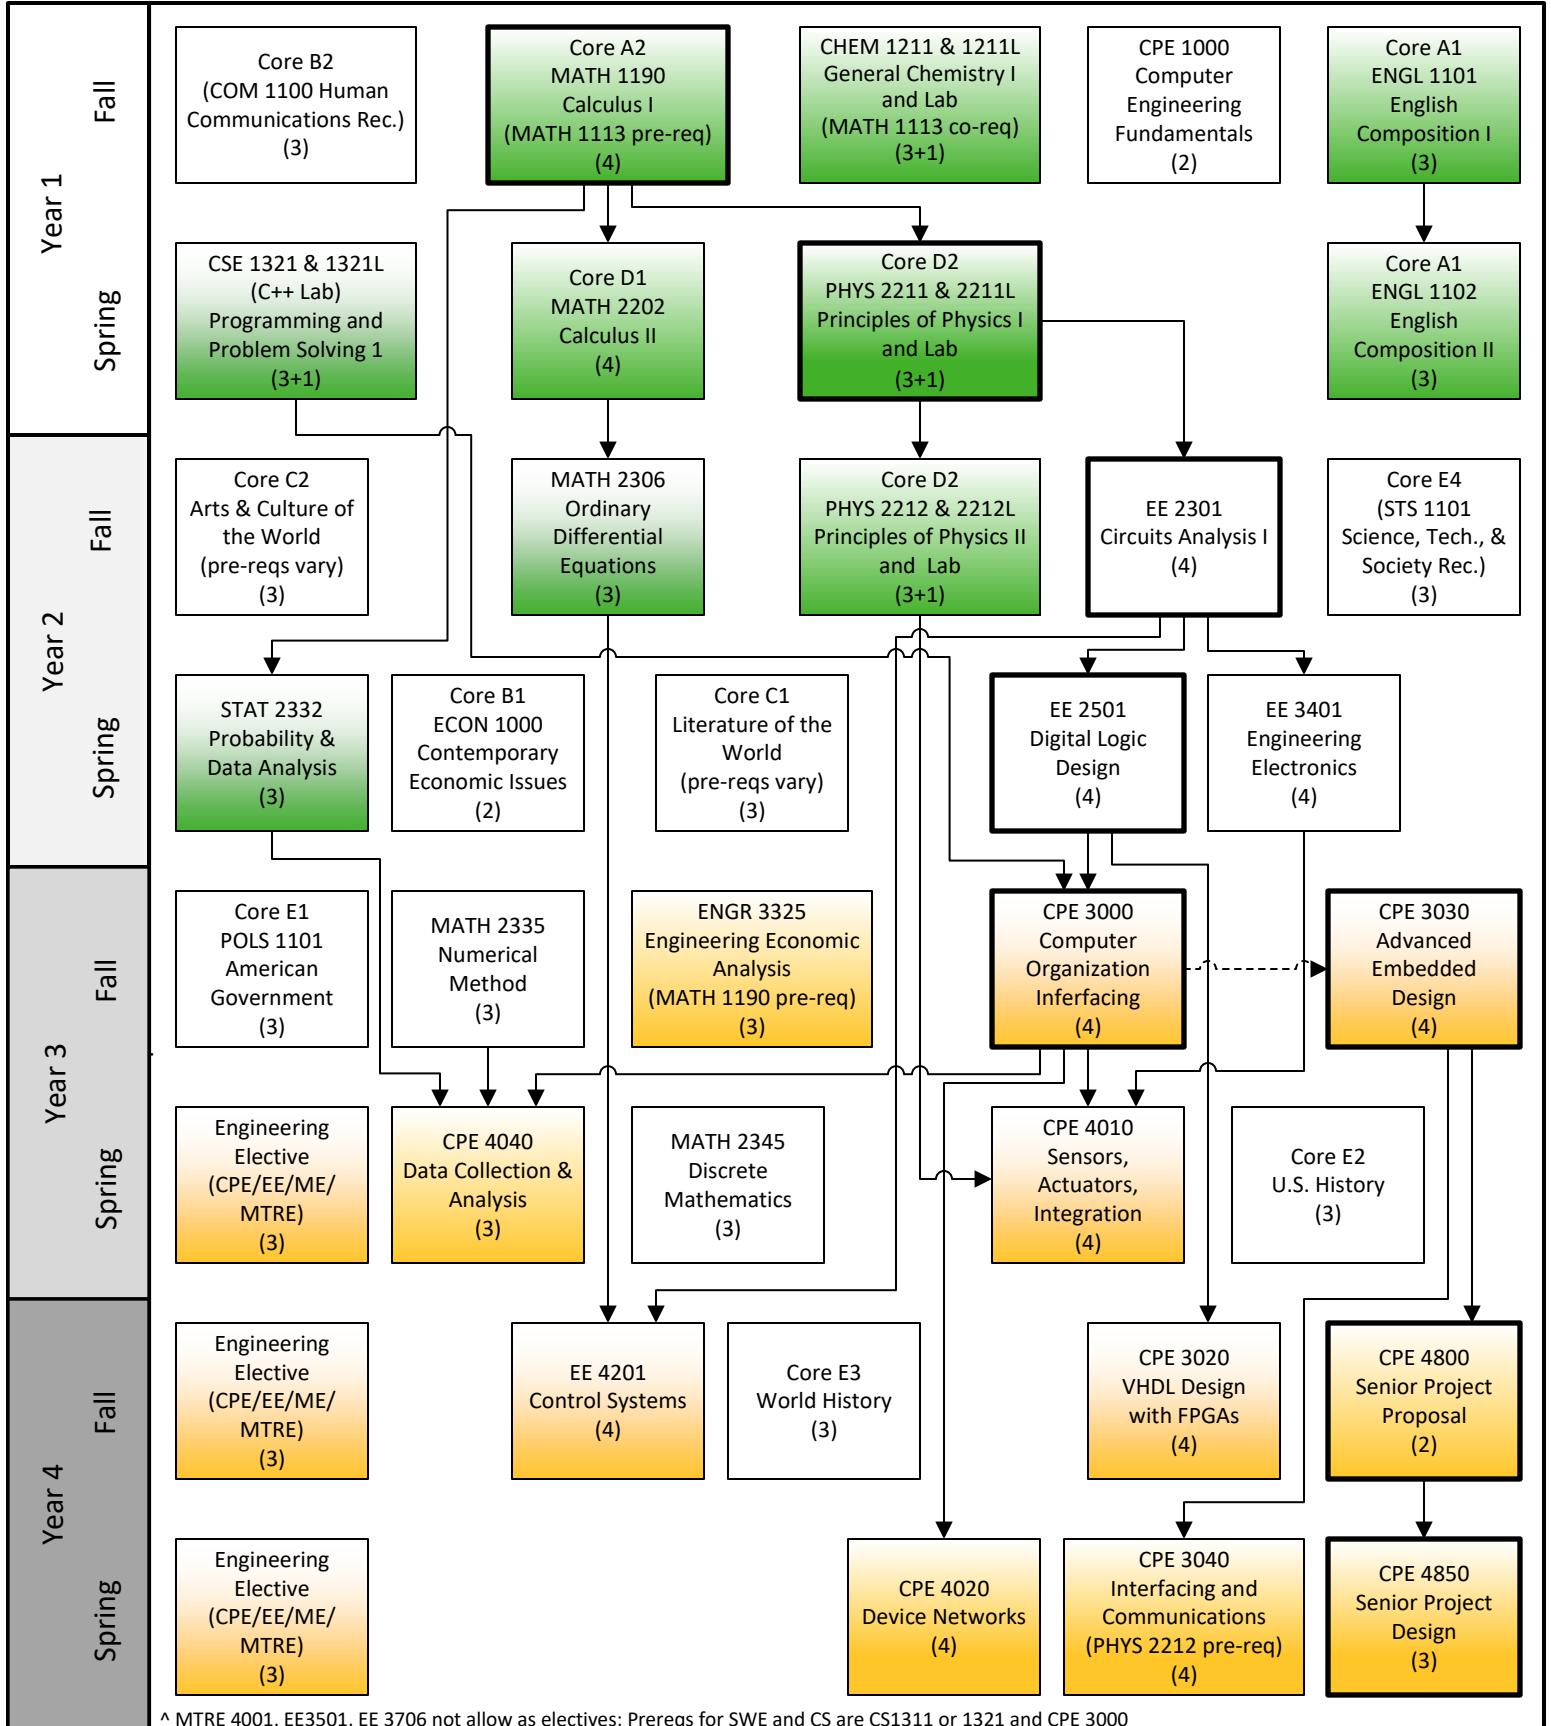 Year 1
Fall
Core B2
(COM 1100 Human
Communications Rec.)
(3)
Core A2
MATH 1190
Calculus I
(MATH 1113 pre-req)
(4)
CHEM 1211 & 1211L
General Chemistry I
and Lab
(MATH 1113 co-req)
(3+1)
CPE 1000
Computer
Engineering
Fundamentals
(2)
Core A1
ENGL 1101
English
Composition I
(3)
Spring
CSE 1321 & 1321L
(C++ Lab)
Programming and
Problem Solving 1
(3+1)
Core D1
MATH 2202
Calculus II
(4)
Core D2
PHYS 2211 & 2211L
Principles of Physics I
and Lab
(3+1)
Core A1
ENGL 1102
English
Composition II
(3)
Year 2
Fall
Core C2
Arts & Culture of
the World
(pre-reqs vary)
(3)
MATH 2306
Ordinary
Differential
Equations
(3)
Core D2
PHYS 2212 & 2212L
Principles of Physics II
and Lab
(3+1)
EE 2301
Circuits Analysis I
(4)
Core E4
(STS 1101
Science, Tech., &
Society Rec.)
(3)
Spring
STAT 2332
Probability &
Data Analysis
(3)
Core B1
ECON 1000
Contemporary
Economic Issues
(2)
Core C1
Literature of the
World
(pre-reqs vary)
(3)
EE 2501
Digital Logic
Design
(4)
EE 3401
Engineering
Electronics
(4)
Year 3
Fall
Core E1
POLS 1101
American
Government
(3)
MATH 2335
Numerical
Method
(3)
ENGR 3325
Engineering Economic
Analysis
(MATH 1190 pre-req)
(3)
CPE 3000
Computer
Organization
Inferfacing
(4)
CPE 3030
Advanced
Embedded
Design
(4)
Spring
Engineering
Elective
(CPE/EE/ME/
MTRE)
(3)
CPE 4040
Data Collection &
Analysis
(3)
MATH 2345
Discrete
Mathematics
(3)
CPE 4010
Sensors,
Actuators,
Integration
(4)
Core E2
U.S. History
(3)
Year 4
Fall
Engineering
Elective
(CPE/EE/ME/
MTRE)
(3)
EE 4201
Control Systems
(4)
Core E3
World History
(3)
CPE 3020
VHDL Design
with FPGAs
(4)
CPE 4800
Senior Project
Proposal
(2)
Spring
Engineering
Elective
(CPE/EE/ME/
MTRE)
(3)
CPE 4020
Device Networks
(4)
CPE 3040
Interfacing and
Communications
(PHYS 2212 pre-req)
(4)
CPE 4850
Senior Project
Design
(3)
^ MTRE 4001, EE3501, EE 3706 not allow as electives; Preregs for SWE and CS are CS1311 or 1321 and CPE 3000